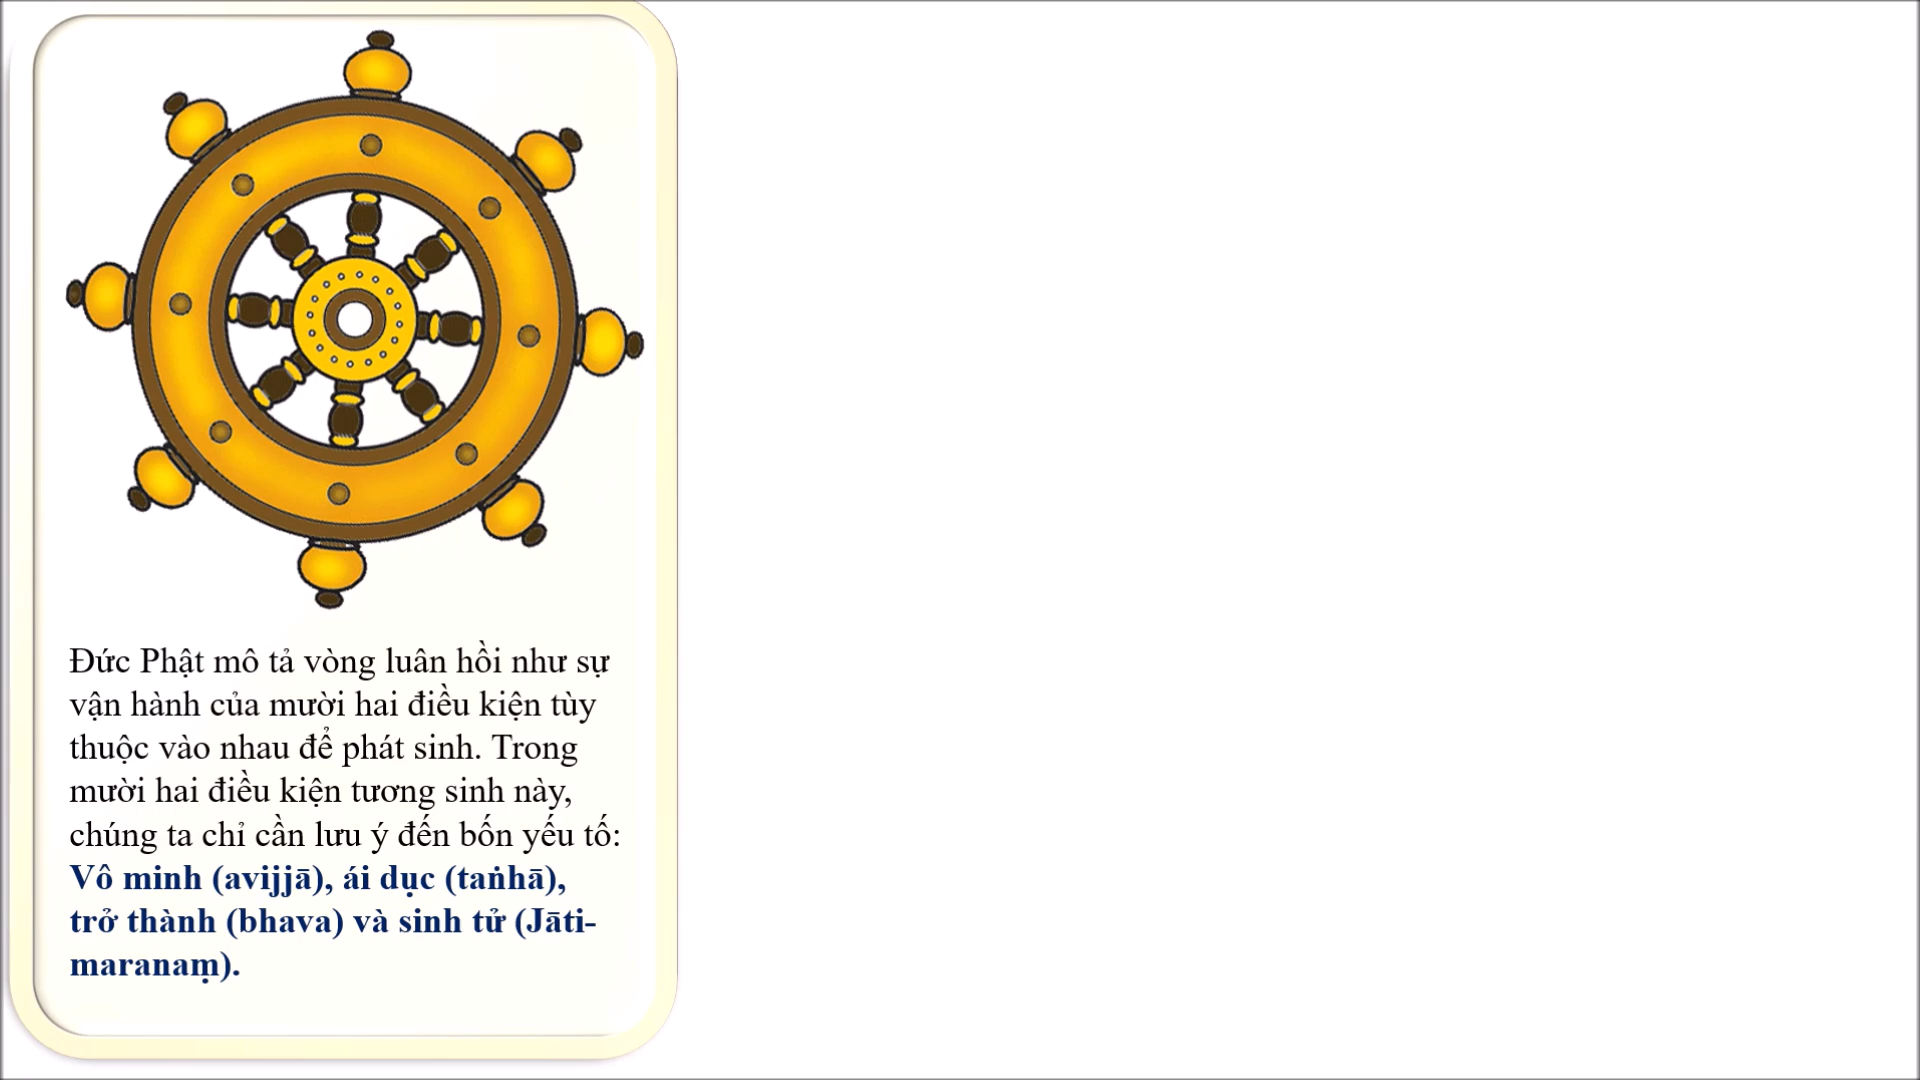 Đức Phật mô tả vòng luân hồi như sự
vận hành của mười hai điều kiện tùy
thuộc vào nhau để phát sinh. Trong
mười hai điều kiện tương sinh này,
chúng ta chỉ cần lưu ý đến bốn yếu tố:
Vô minh (avijjā), ái dục (taṅhā),
trở thành (bhava) và sinh tử (Jāti-
maranaṃ).